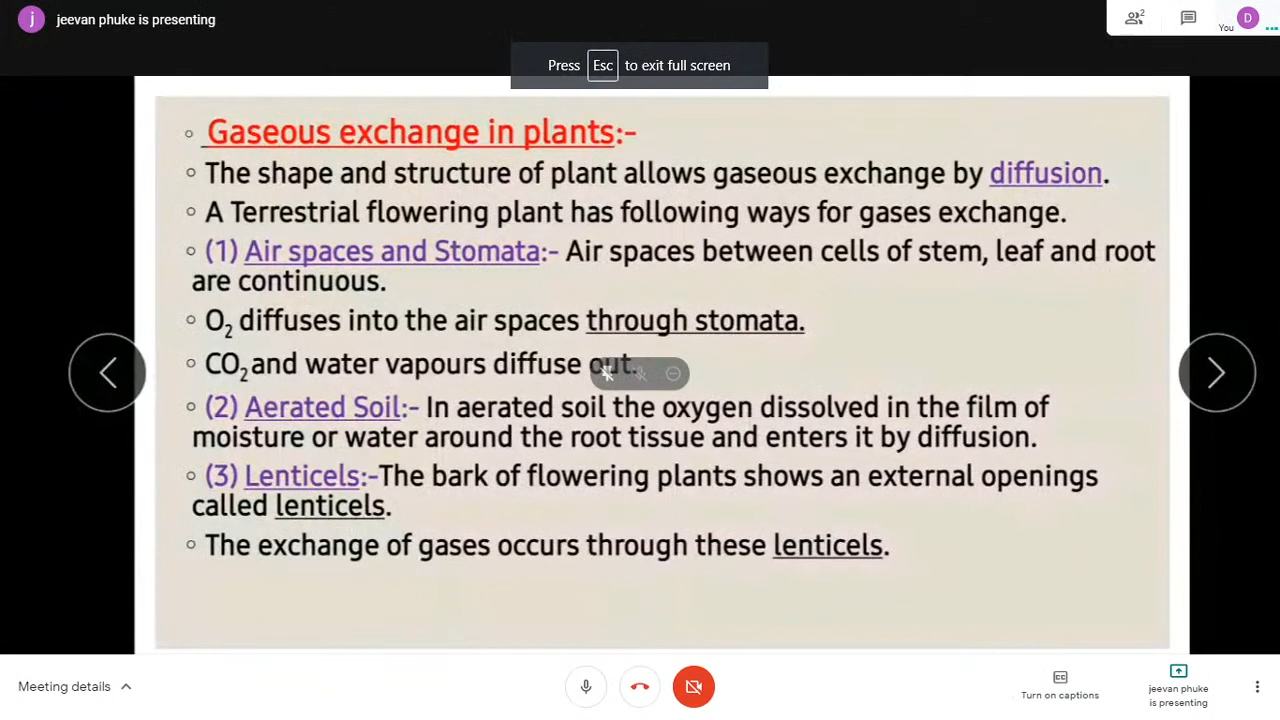 j jeevan phuke is presenting
2
You D
Press Esc to exit full screen
Gaseous exchange in plants:-
The shape and structure of plant allows gaseous exchange by diffusion.
A Terrestrial flowering plant has following ways for gases exchange.
(1) Air spaces and Stomata:- Air spaces between cells of stem, leaf and root
are continuous.
O₂ diffuses into the air spaces through stomata.
CO₂ and water vapours diffuse out.
(2) Aerated Soil:- In aerated soil the oxygen dissolved in the film of
moisture or water around the root tissue and enters it by diffusion.
(3) Lenticels:-The bark of flowering plants shows an external openings
called lenticels.
The exchange of gases occurs through these lenticels.
Meeting details
CC
Turn on captions
jeevan phuke
is presenting